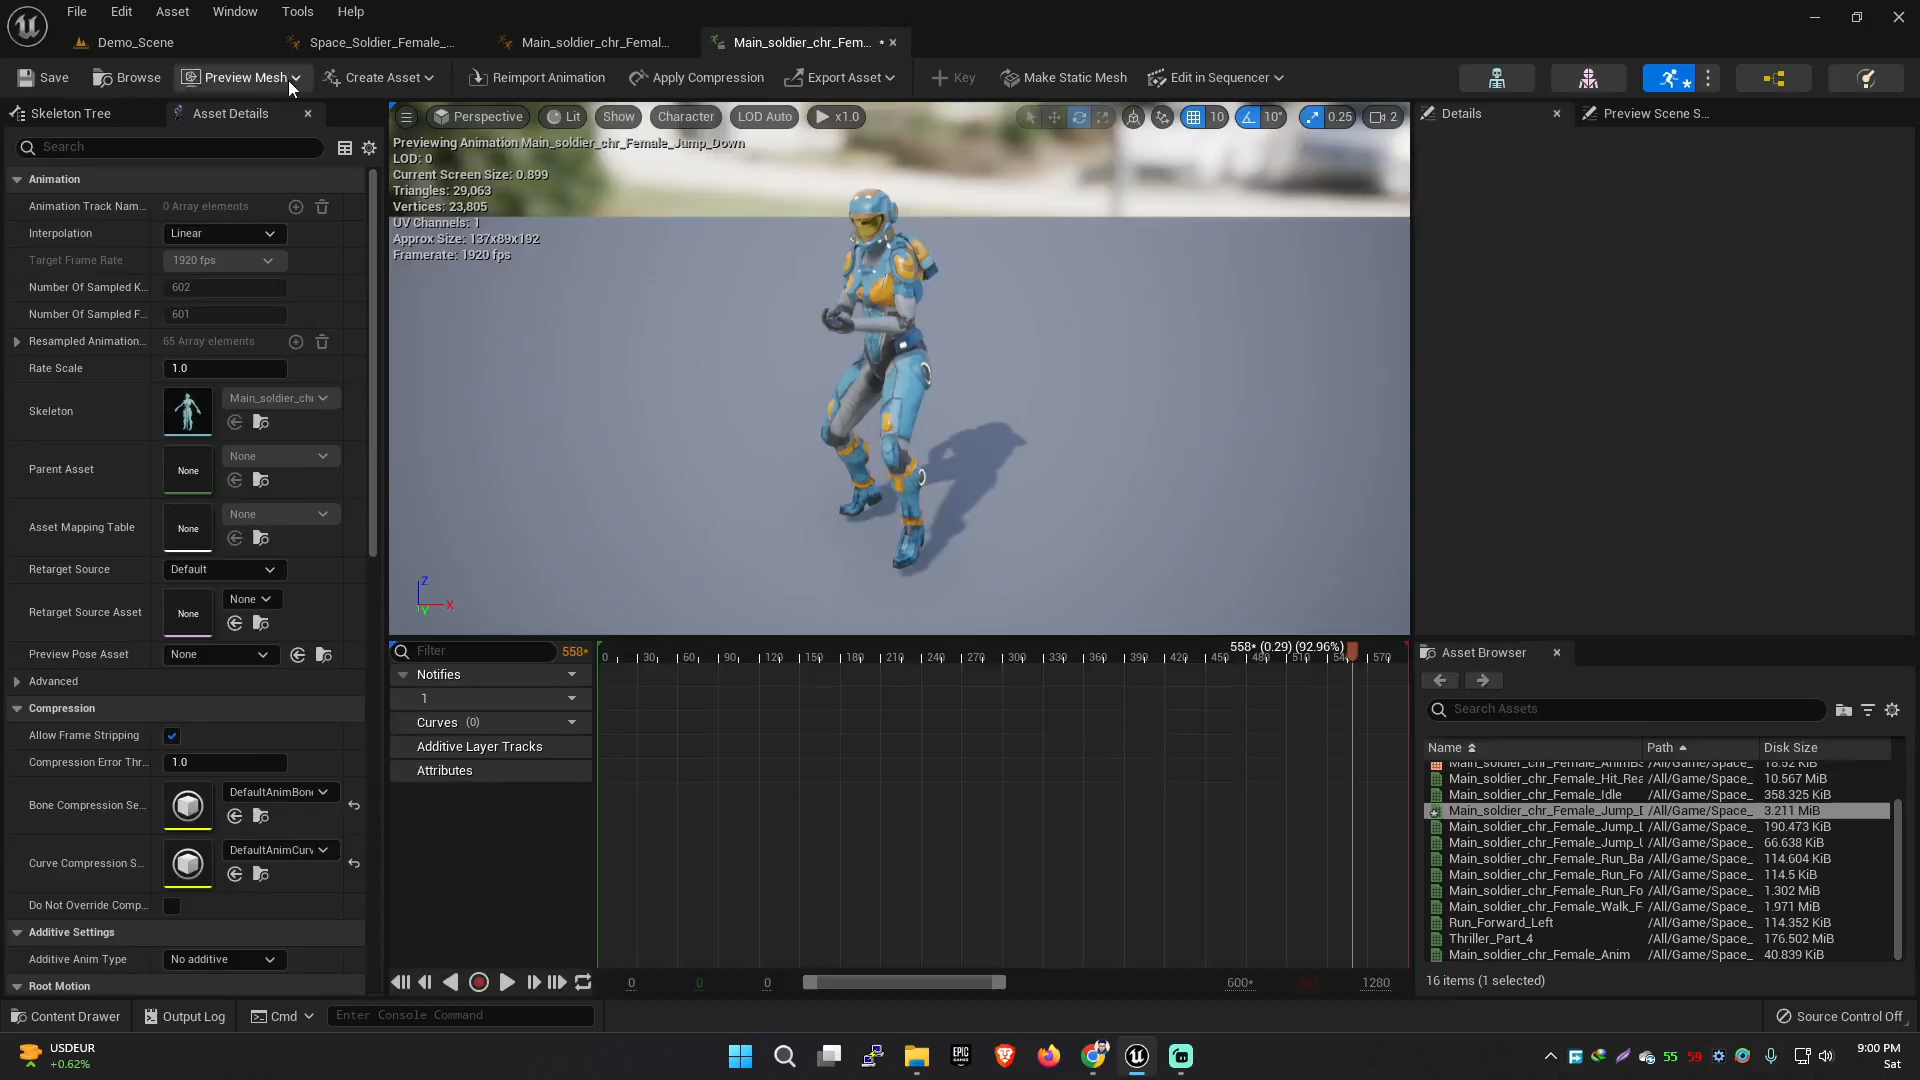 File Edit Asset Window Tools Help
Demo_Scene Space_Soldier_Female_... Main_soldier_chr_Femal... Main_soldier_chr_Fem... *
Save Browse Preview Mesh Create Asset Reimport Animation Apply Compression Export Asset Key Make Static Mesh Edit in Sequencer
Skeleton Tree Asset Details
Search
Animation
Animation Track Nam... 0 Array elements
Interpolation Linear
Target Frame Rate 1920 fps
Number Of Sampled K... 602
Number Of Sampled F... 601
Resampled Animation... 65 Array elements
Rate Scale 1.0
Skeleton Main_soldier_ch
Parent Asset None None
Asset Mapping Table None None
Retarget Source Default
Retarget Source Asset None None
Preview Pose Asset None
Advanced
Compression
Allow Frame Stripping
Compression Error Thr... 1.0
Bone Compression Se... DefaultAnimBone
Curve Compression S... DefaultAnimCurv
Do Not Override Comp...
Additive Settings
Additive Anim Type No additive
Root Motion
Perspective Lit Show Character LOD Auto x1.0 10 10° 0.25 2
Previewing Animation Main_soldier_chr_Female_Jump_Down
LOD: 0
Current Screen Size: 0.899
Triangles: 29,063
Vertices: 23,805
UV Channels: 1
Approx Size: 137x89x192
Framerate: 1920 fps
Z
X
Y
Filter 558*
558* (0.29) (92.96%)
0 30 60 90 120 150 180 210 240 270 300 330 360 390 420 450 480 510 570
Notifies
1
Curves (0)
Additive Layer Tracks
Attributes
0 0 0 600* 1280
Details Preview Scene S...
Asset Browser
Search Assets
Name Path Disk Size
Main_soldier_chr_Female_AnimB 18.52 KiB
Main_soldier_chr_Female_Hit_Rea /All/Game/Space_ 10.567 MiB
Main_soldier_chr_Female_Idle /All/Game/Space_ 358.325 KiB
Main_soldier_chr_Female_Jump_D /All/Game/Space_ 3.211 MiB
Main_soldier_chr_Female_Jump_L /All/Game/Space_ 190.473 KiB
Main_soldier_chr_Female_Jump_U /All/Game/Space_ 66.638 KiB
Main_soldier_chr_Female_Run_Ba /All/Game/Space_ 114.604 KiB
Main_soldier_chr_Female_Run_Fo /All/Game/Space_ 114.5 KiB
Main_soldier_chr_Female_Run_Fo /All/Game/Space_ 1.302 MiB
Main_soldier_chr_Female_Walk_F /All/Game/Space_ 1.971 MiB
Run_Forward_Left /All/Game/Space_ 114.352 KiB
Thriller_Part_4 /All/Game/Space_ 176.502 MiB
Main_soldier_chr_Female_Anim /All/Game/Space_ 40.839 KiB
16 items (1 selected)
Content Drawer Output Log Cmd Enter Console Command Source Control Off
USDEUR
+0.62%
EPIC GAMES
55 59
9:00 PM
Sat